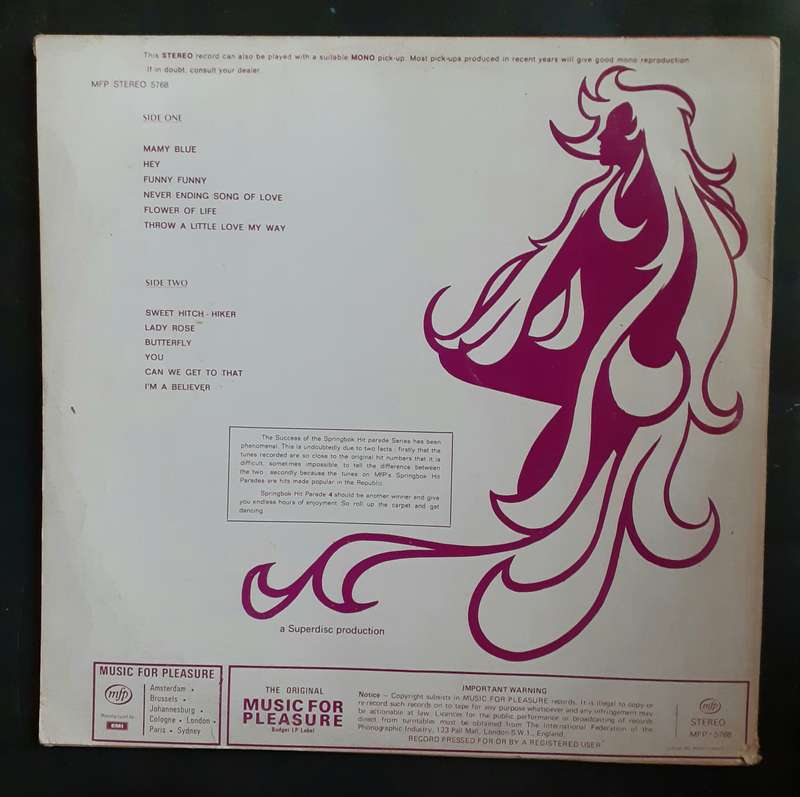 This STEREO record can also be played with a suitable MONO pick-up. Most pick-ups produced in recent years will give good mono reproduction
If in doubt, consult your dealer.
MFP STEREO 5768
SIDE ONE
MAMY BLUE
HEY
FUNNY FUNNY
NEVER ENDING SONG OF LOVE
FLOWER OF LIFE
THROW A LITTLE LOVE MY WAY
SIDE TWO
SWEET HITCH - HIKER
LADY ROSE
BUTTERFLY
YOU
CAN WE GET TO THAT
I'M A BELIEVER
The Success of the Springbok Hit parade Series has been
phenomenal. This is undoubtedly due to two facts : firstly that the
tunes recorded are so close to the original hit numbers that it is
difficult, sometimes impossible, to tell the difference between
the two ; secondly because the tunes on MFP's Springbok Hit
Parades are hits made popular in the Republic.
Springbok Hit Parade 4 should be another winner and give
you endless hours of enjoyment. So roll up the carpet and get
dancing.
a Superdisc production
MUSIC FOR PLEASURE
mfp
Manufactured by
EMI
Amsterdam •
Brussels •
Johannesburg •
Cologne • London •
Paris • Sydney
THE ORIGINAL
MUSIC FOR
PLEASURE
Budget LP Label
IMPORTANT WARNING
Notice - Copyright subsists in MUSIC FOR PLEASURE records. It is illegal to copy or
re-record such records on to tape for any purpose whatsoever and any infringement may
be actionable at law. Licences for the public performance or broadcasting of records
direct from turntables must be obtained from The International Federation of the
Phonographic Industry, 123 Pall Mall, London S.W.1., England.
RECORD PRESSED FOR OR BY A REGISTERED USER
mfp
STEREO
MFP - 5768